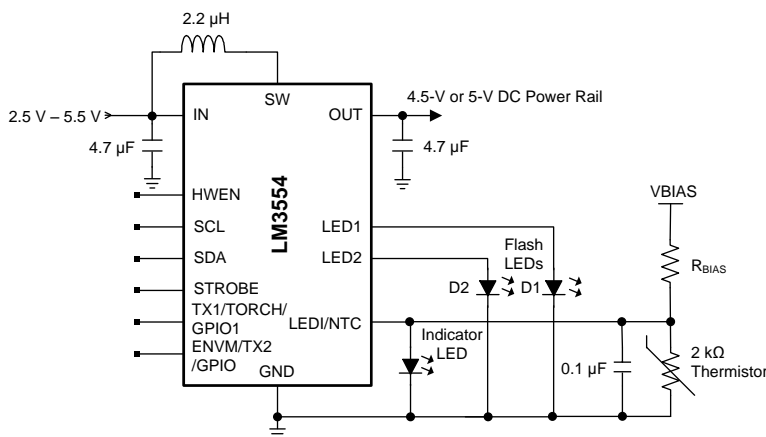 2.2 µH
SW
2.5 V – 5.5 V
IN
OUT
4.5-V or 5-V DC Power Rail
4.7 µF
4.7 µF
LM3554
HWEN
SCL
SDA
STROBE
TX1/TORCH/
GPIO1
ENVM/TX2
/GPIO
GND
LED1
LED2
LEDI/NTC
Flash
LEDs
D2
D1
Indicator
LED
VBIAS
RBIAS
0.1 µF
2 kΩ
Thermistor